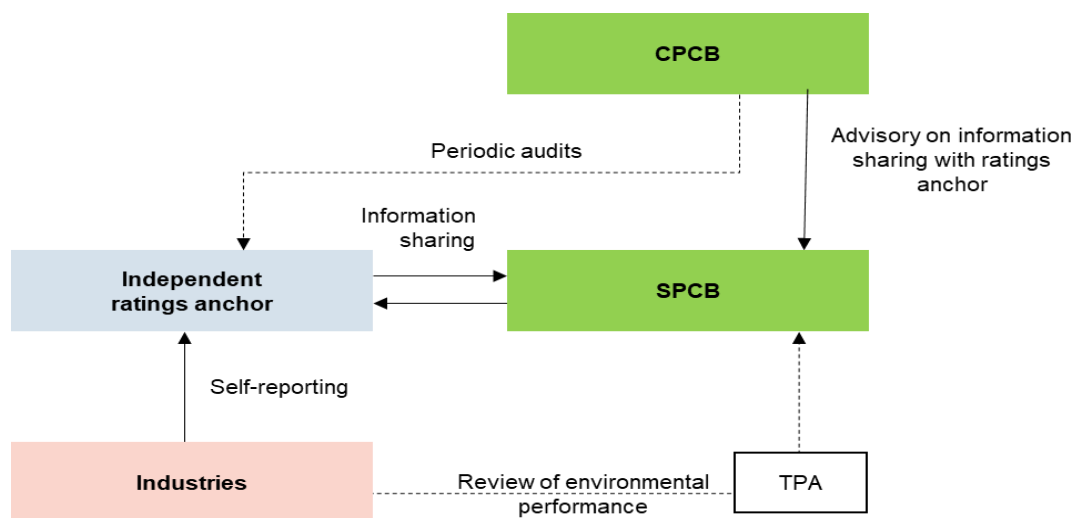 CPCB
Advisory on information
sharing with ratings
anchor
Periodic audits
Information
sharing
Independent
ratings anchor
SPCB
Self-reporting
Industries
Review of environmental
performance
TPA